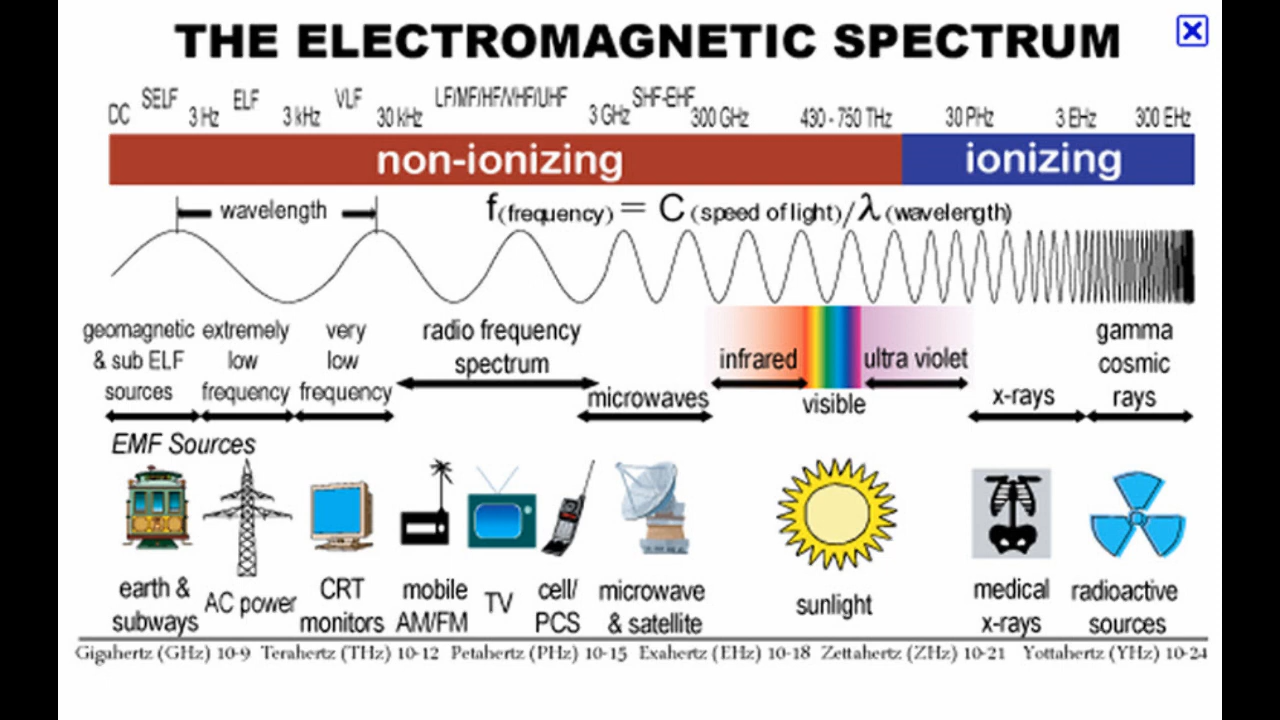 THE ELECTROMAGNETIC SPECTRUM
DC SELF 3 Hz ELF 3 kHz VLF 30 kHz LF/MF/HF/VHF/UHF 3 GHz SHF-EHF 300 GHz 430 - 750 THz 30 PHz 3 EHz 300 EHz
non-ionizing ionizing
wavelength f (frequency) = C (speed of light) / λ (wavelength)
geomagnetic
& sub ELF
sources
extremely
low
frequency
very
low
frequency
radio frequency
spectrum
microwaves
infrared
visible
ultra violet
x-rays
gamma
cosmic
rays
EMF Sources
earth &
subways
AC power
CRT
monitors
mobile
AM/FM
TV
cell/
PCS
microwave
& satellite
sunlight
medical
x-rays
radioactive
sources
Gigahertz (GHz) 10-9 Terahertz (THz) 10-12 Petahertz (PHz) 10-15 Exahertz (EHz) 10-18 Zettahertz (ZHz) 10-21 Yottahertz (YHz) 10-24